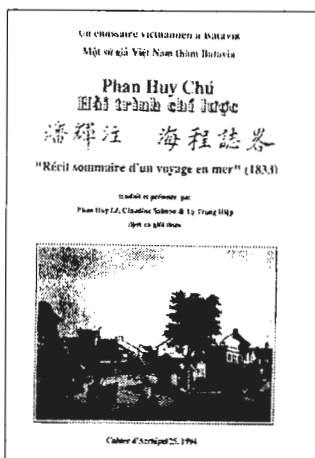 Un émissaire vietnamien à Batavia
Một sứ giả Việt Nam thăm Batavia
Phan Huy Chú
Hải trình chí lược
潘輝注 海程誌畧
"Récit sommaire d'un voyage en mer" (1833)
traduit et présenté par
Phan Huy Lê, Claudine Salmon & Tạ Trọng Hiệp
dịch và giới thiệu
Cahier d'Archipel 25, 1994